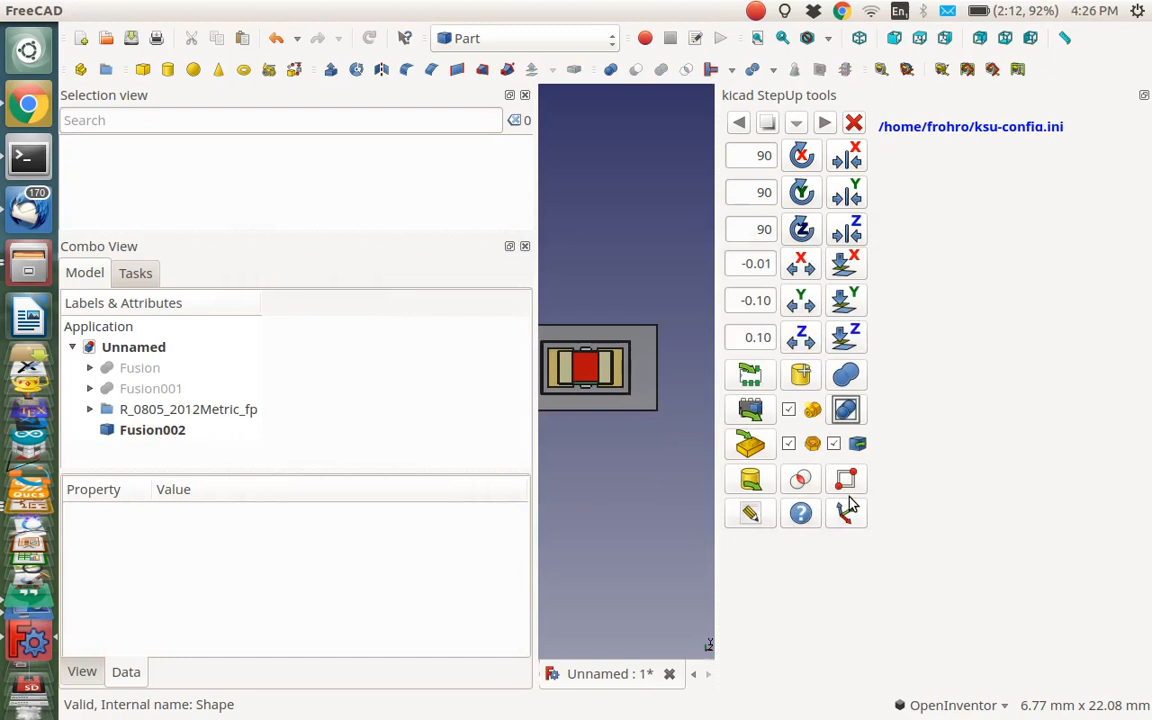 FreeCAD
En1
(2:12, 92%)
4:26 PM
Part
Selection view
Search
0
Combo View
Model
Tasks
Labels & Attributes
Application
Unnamed
Fusion
Fusion001
R_0805_2012Metric_fp
Fusion002
Property
Value
View
Data
Valid, Internal name: Shape
Unnamed : 1*
kicad StepUp tools
/home/frohro/ksu-config.ini
90
X
X
90
Y
Y
90
Z
Z
-0.01
X
X
-0.10
Y
Y
0.10
Z
Z
170
SD
OpenInventor
6.77 mm x 22.08 mm